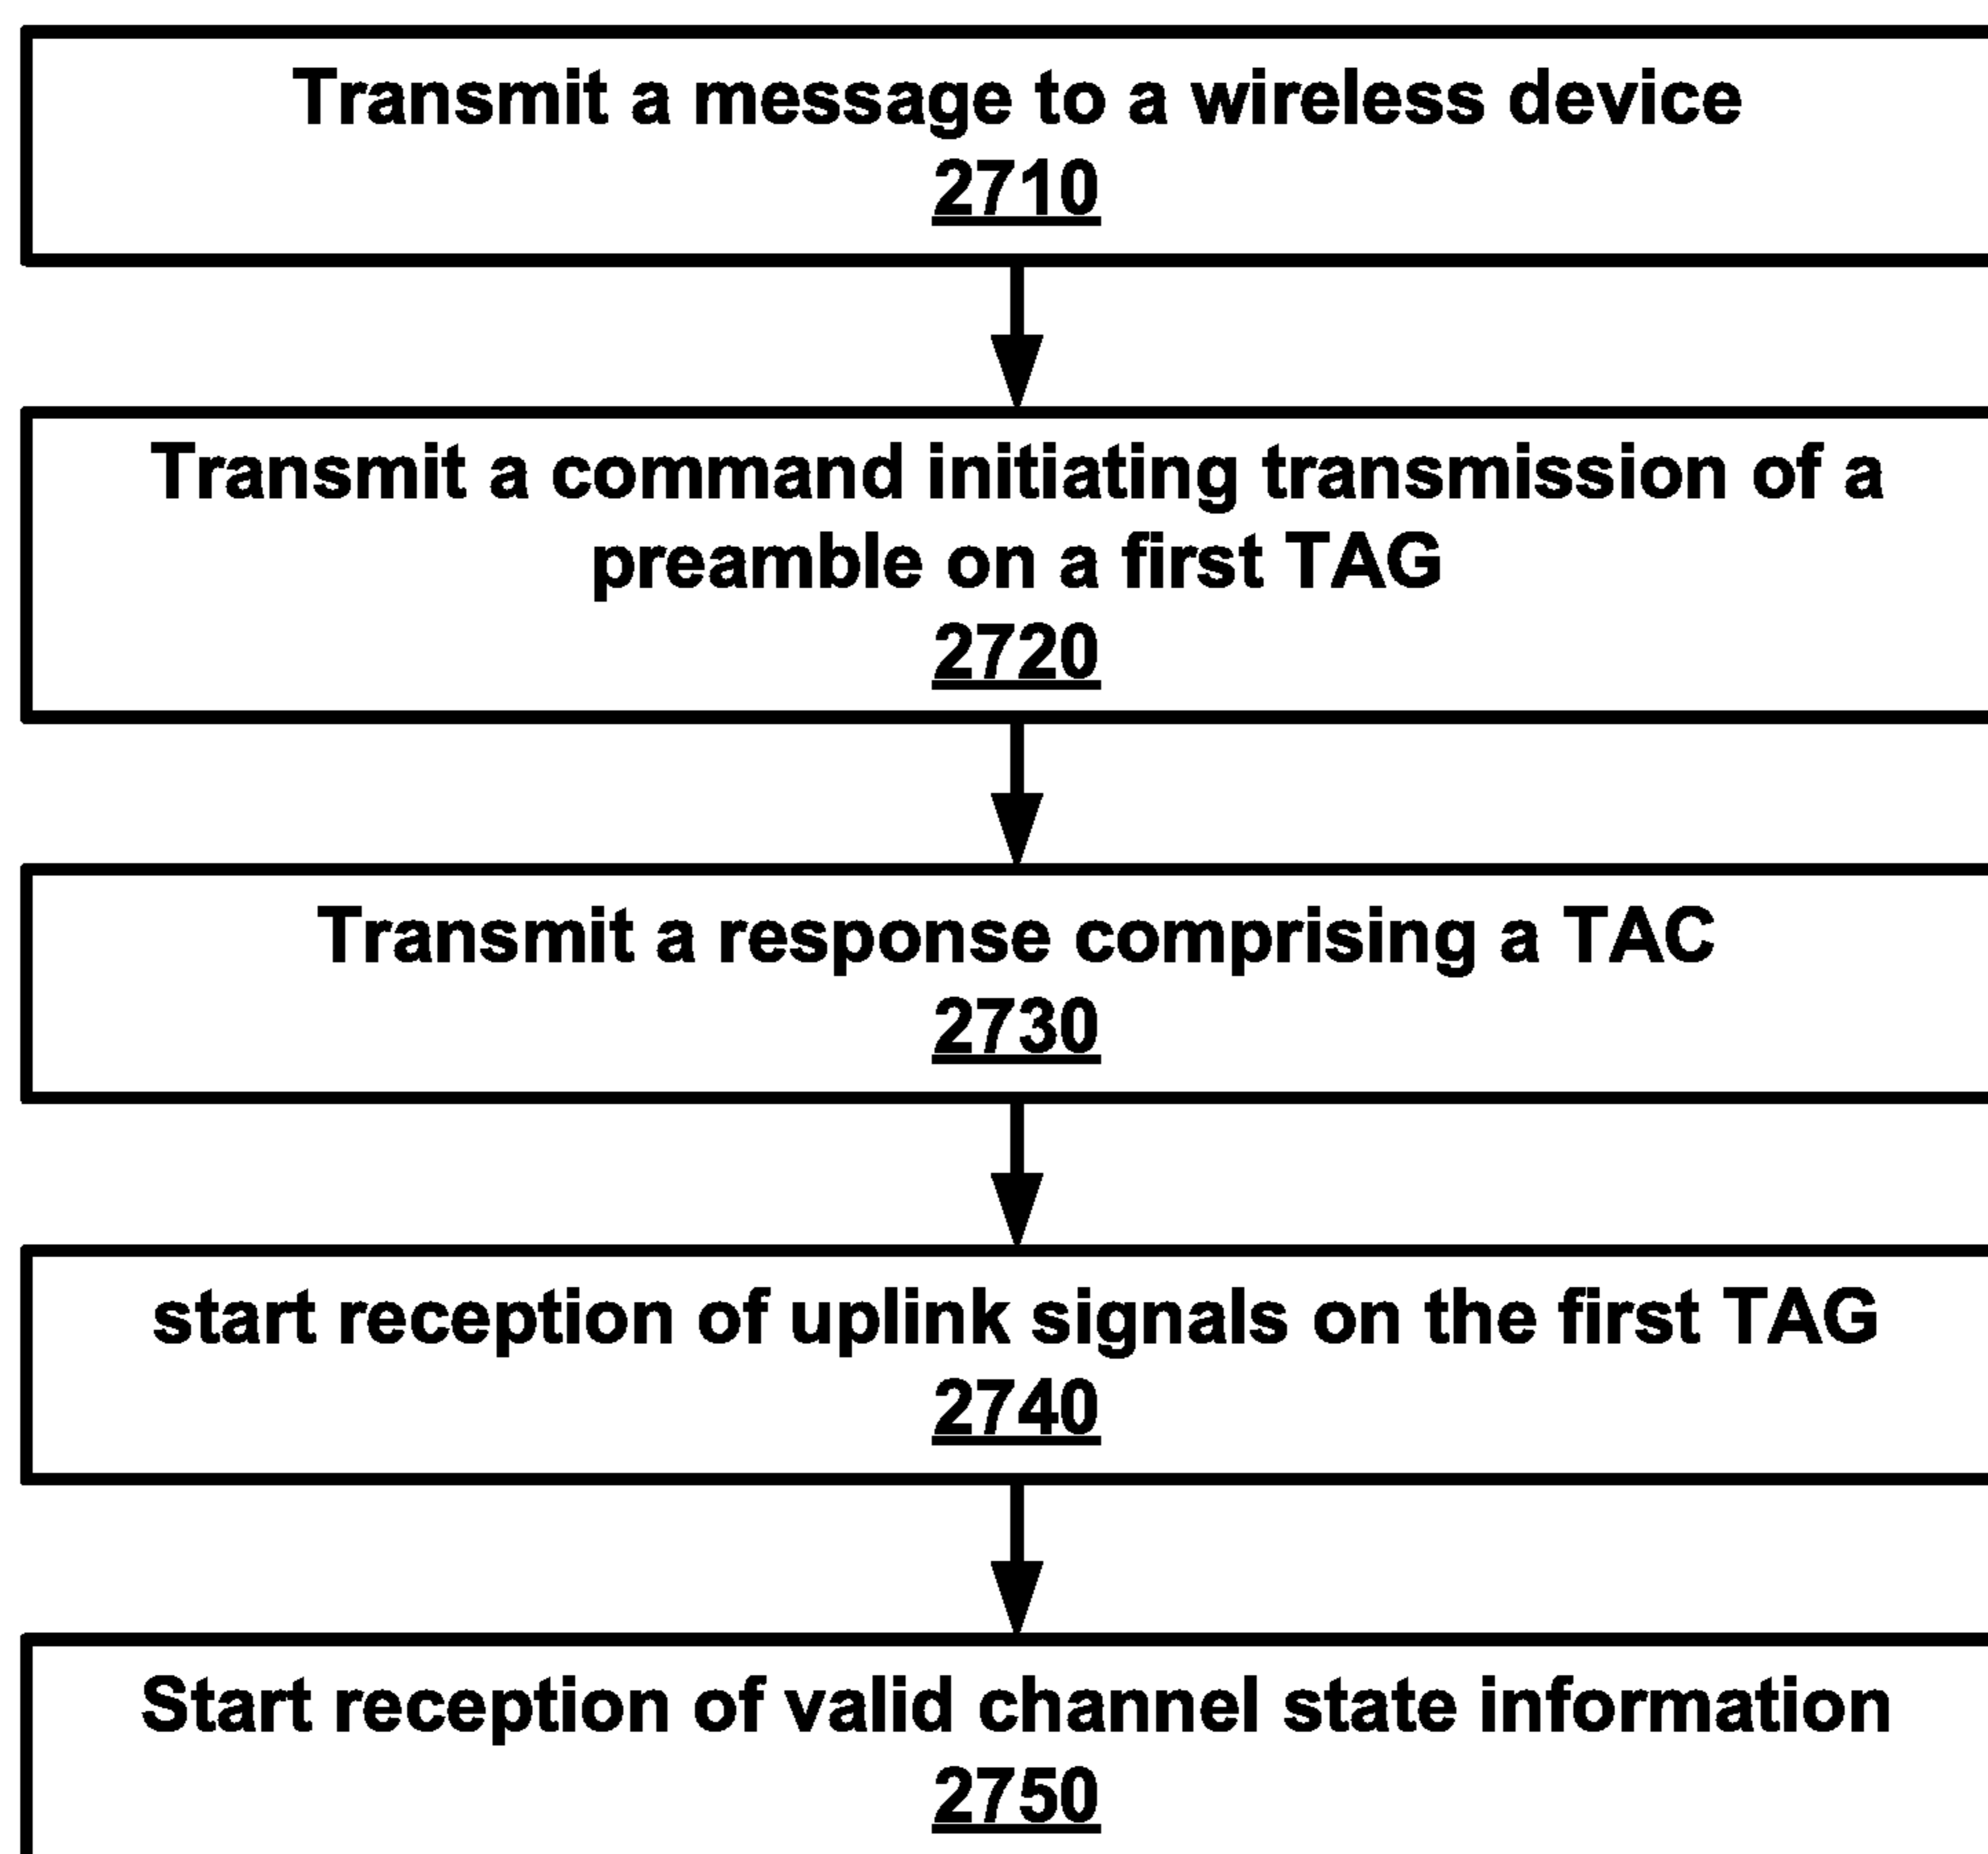 Transmit a message to a wireless device
2710
Transmit a command initiating transmission of a
preamble on a first TAG
2720
Transmit a response comprising a TAC
2730
start reception of uplink signals on the first TAG
2740
Start reception of valid channel state information
2750